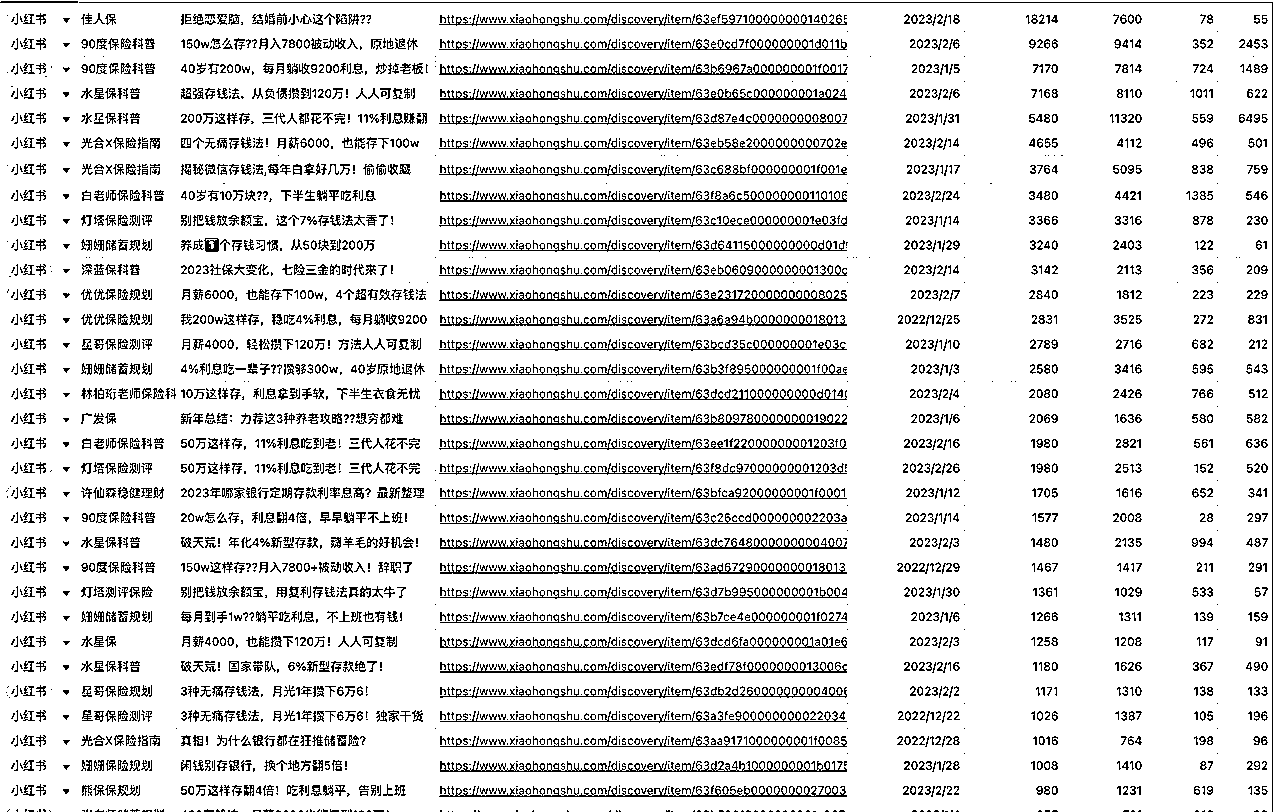 小红书 佳人保 拒绝恋爱脑，结婚前小心这个陷阱?? https://www.xiaohongshu.com/discovery/item/63ef597100000000140265 2023/2/18 18214 7600 78 55
小红书 90度保险科普 150w怎么存??月入7800被动收入，原地退休 https://www.xiaohongshu.com/discovery/item/63e0cd7f000000001d011b 2023/2/6 9266 9414 352 2453
小红书 90度保险科普 40岁有200w，每月躺收9200利息，炒掉老板! https://www.xiaohongshu.com/discovery/item/63b6967a000000001f0017 2023/1/5 7170 7814 724 1489
小红书 水星保科普 超强存钱法，从负债攒到120万！人人可复制 https://www.xiaohongshu.com/discovery/item/63e0b65c000000001a024 2023/2/6 7168 8110 1011 622
小红书 水星保科普 200万这样存，三代人都花不完！11%利息赚翻 https://www.xiaohongshu.com/discovery/item/63d87e4c0000000008007 2023/1/31 5480 11320 559 6495
小红书 光合X保险指南 四个无痛存钱法！月薪6000，也能存下100w https://www.xiaohongshu.com/discovery/item/63eb58e2000000000702e 2023/2/14 4655 4112 496 501
小红书 光合X保险指南 揭秘微信存钱法,每年白拿好几万！偷偷收藏 https://www.xiaohongshu.com/discovery/item/63c688bf000000001f001e 2023/1/17 3764 5095 838 759
小红书 白老师保险科普 40岁有10万块??，下半生躺平吃利息 https://www.xiaohongshu.com/discovery/item/63f8a6c500000000110106 2023/2/24 3480 4421 1385 546
小红书 灯塔保险测评 别把钱放余额宝，这个7%存钱法太香了！ https://www.xiaohongshu.com/discovery/item/63c10ece000000001e03fd 2023/1/14 3366 3316 878 230
小红书 姗姗储蓄规划 养成个存钱习惯，从50块到200万 https://www.xiaohongshu.com/discovery/item/63d64115000000000d01d 2023/1/29 3240 2403 122 61
小红书 深蓝保科普 2023社保大变化，七险三金的时代来了！ https://www.xiaohongshu.com/discovery/item/63eb0609000000001300c 2023/2/14 3142 2113 356 209
小红书 优优保险规划 月薪6000，也能存下100w，4个超有效存钱法 https://www.xiaohongshu.com/discovery/item/63e231720000000008025 2023/2/7 2840 1812 223 229
小红书 优优保险规划 我200w这样存，稳吃4%利息，每月躺收9200 https://www.xiaohongshu.com/discovery/item/63a6a94b0000000018013 2022/12/25 2831 3525 272 831
小红书 星哥保险测评 月薪4000，轻松攒下120万！方法人人可复制 https://www.xiaohongshu.com/discovery/item/63bcd35c000000001e03c 2023/1/10 2789 2716 682 212
小红书 姗姗储蓄规划 4%利息吃一辈子??攒够300w，40岁原地退休 https://www.xiaohongshu.com/discovery/item/63b3f895000000001f00ae 2023/1/3 2580 3416 595 543
小红书 林柏珩老师保险科 10万这样存，利息拿到手软，下半生衣食无忧 https://www.xiaohongshu.com/discovery/item/63dcd211000000000d014 2023/2/4 2080 2426 766 512
小红书 广发保 新年总结：力荐这3种养老攻略??想穷都难 https://www.xiaohongshu.com/discovery/item/63b809780000000019022 2023/1/6 2069 1636 580 582
小红书 白老师保险科普 50万这样存，11%利息吃到老！三代人花不完 https://www.xiaohongshu.com/discovery/item/63ee1f22000000001203f0 2023/2/16 1980 2821 561 636
小红书 灯塔保险测评 50万这样存，11%利息吃到老！三代人花不完 https://www.xiaohongshu.com/discovery/item/63f8dc97000000001203d 2023/2/26 1980 2513 152 520
小红书 许仙森稳健理财 2023年哪家银行定期存款利率息高？最新整理 https://www.xiaohongshu.com/discovery/item/63bfca92000000001f0001 2023/1/12 1705 1616 652 341
小红书 90度保险科普 20w怎么存，利息翻4倍，早早躺平不上班！ https://www.xiaohongshu.com/discovery/item/63c26ccd000000002203a 2023/1/14 1577 2008 28 297
小红书 水星保科普 破天荒！年化4%新型存款，薅羊毛的好机会！ https://www.xiaohongshu.com/discovery/item/63dc76480000000004007 2023/2/3 1480 2135 994 487
小红书 90度保险科普 150w这样存??月入7800+被动收入！辞职了 https://www.xiaohongshu.com/discovery/item/63ad67290000000018013 2022/12/29 1467 1417 211 291
小红书 灯塔测评保险 别把钱放余额宝，用复利存钱法真的太牛了 https://www.xiaohongshu.com/discovery/item/63d7b995000000001b004 2023/1/30 1361 1029 533 57
小红书 姗姗储蓄规划 每月到手1w??躺平吃利息，不上班也有钱！ https://www.xiaohongshu.com/discovery/item/63b7ce4e000000001f0274 2023/1/6 1266 1311 139 159
小红书 水星保 月薪4000，也能攒下120万！人人可复制 https://www.xiaohongshu.com/discovery/item/63dcd6fa000000001a01e6 2023/2/3 1258 1208 117 91
小红书 水星保科普 破天荒！国家带队，6%新型存款绝了！ https://www.xiaohongshu.com/discovery/item/63edf78f0000000013006c 2023/2/16 1180 1626 367 490
小红书 星哥保险规划 3种无痛存钱法，月光1年攒下6万6！ https://www.xiaohongshu.com/discovery/item/63db2d260000000004006 2023/2/2 1171 1310 138 133
小红书 星哥保险测评 3种无痛存钱法，月光1年攒下6万6！独家干货 https://www.xiaohongshu.com/discovery/item/63a3fe900000000022034 2022/12/22 1026 1387 105 196
小红书 光合X保险指南 真相！为什么银行都在狂推储蓄险？ https://www.xiaohongshu.com/discovery/item/63aa9171000000001f0085 2022/12/28 1016 764 198 96
小红书 姗姗保险规划 闲钱别存银行，换个地方翻5倍！ https://www.xiaohongshu.com/discovery/item/63d2a4b1000000001b0175 2023/1/28 1008 1410 87 292
小红书 熊保保规划 50万这样存翻4倍！吃利息躺平，告别上班 https://www.xiaohongshu.com/discovery/item/63f605eb0000000027003 2023/2/22 980 1231 619 135